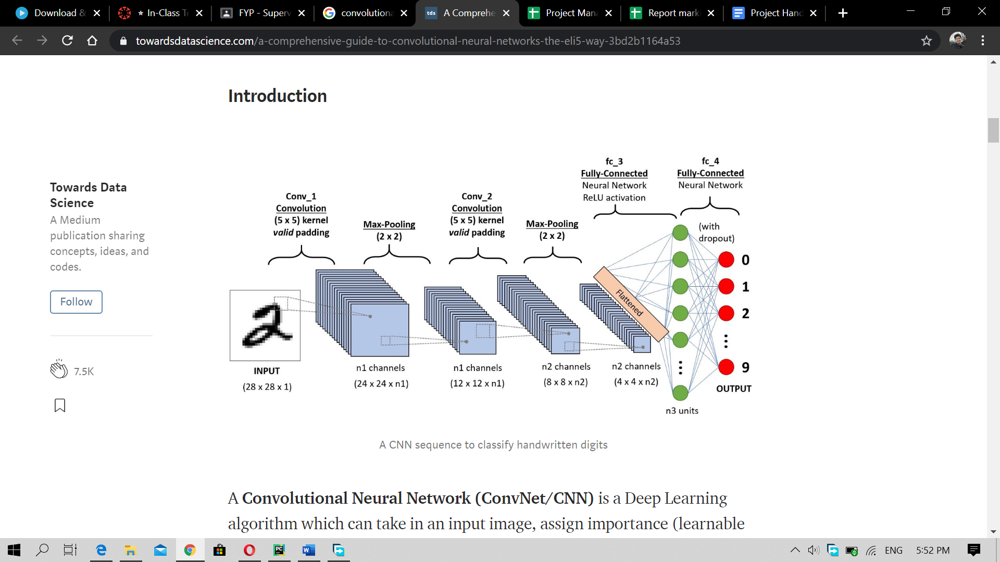 Download &
★ In-Class Te
FYP - Superv
convolutiona
tds A Comprehe
Project Mana
Report marki
Project Hand
towardsdatascience.com/a-comprehensive-guide-to-convolutional-neural-networks-the-eli5-way-3bd2b1164a53
Introduction
Towards Data
Science
A Medium
publication sharing
concepts, ideas, and
codes.
Follow
7.5K
Conv_1
Convolution
(5 x 5) kernel
valid padding
Max-Pooling
(2 x 2)
Conv_2
Convolution
(5 x 5) kernel
valid padding
Max-Pooling
(2 x 2)
fc_3
Fully-Connected
Neural Network
ReLU activation
fc_4
Fully-Connected
Neural Network
(with
dropout)
2
Flattened
0
1
2
9
OUTPUT
INPUT
(28 x 28 x 1)
n1 channels
(24 x 24 x n1)
n1 channels
(12 x 12 x n1)
n2 channels
(8 x 8 x n2)
n2 channels
(4 x 4 x n2)
n3 units
A CNN sequence to classify handwritten digits
A Convolutional Neural Network (ConvNet/CNN) is a Deep Learning
algorithm which can take in an input image, assign importance (learnable
PC
W
ENG
5:52 PM